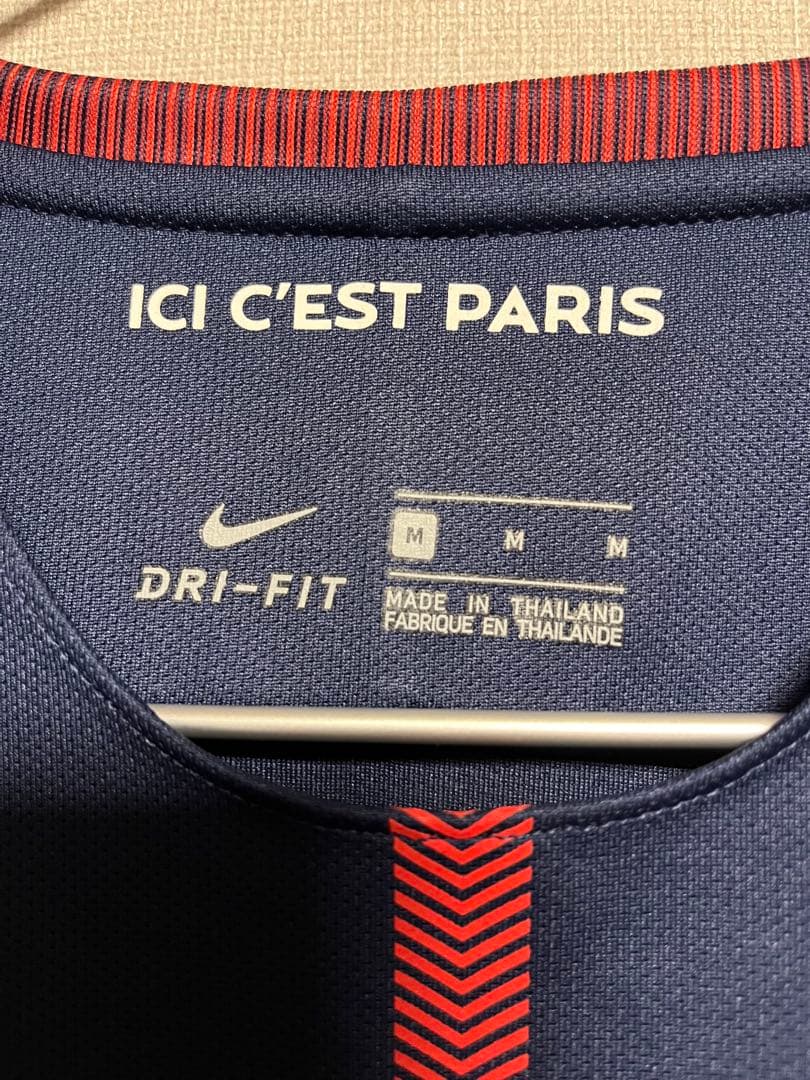 ICI C'EST PARIS
DRI-FIT
M M M
MADE IN THAILAND
FABRIQUE EN THAILANDE